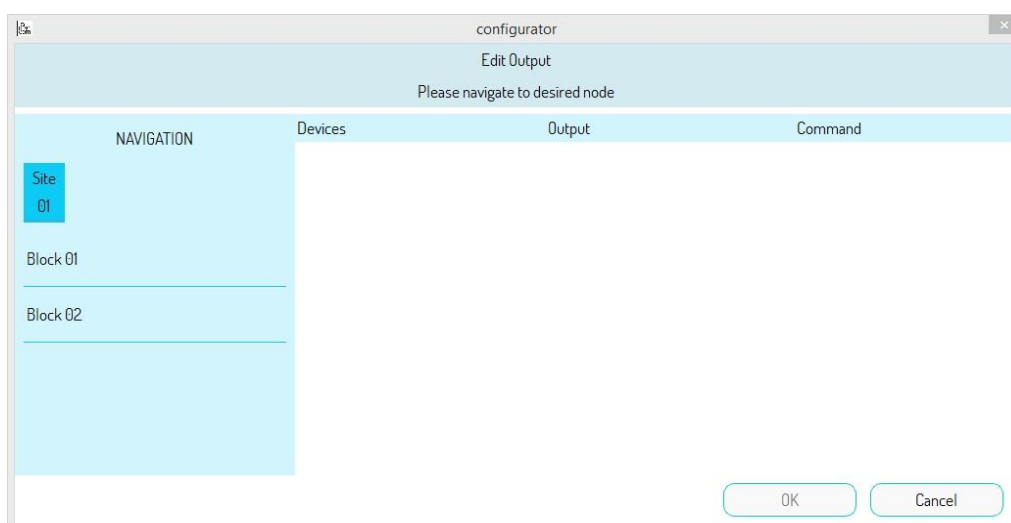 configurator
Edit Output
Please navigate to desired node
NAVIGATION
Devices Output Command
Site
01
Block 01
Block 02
OK Cancel